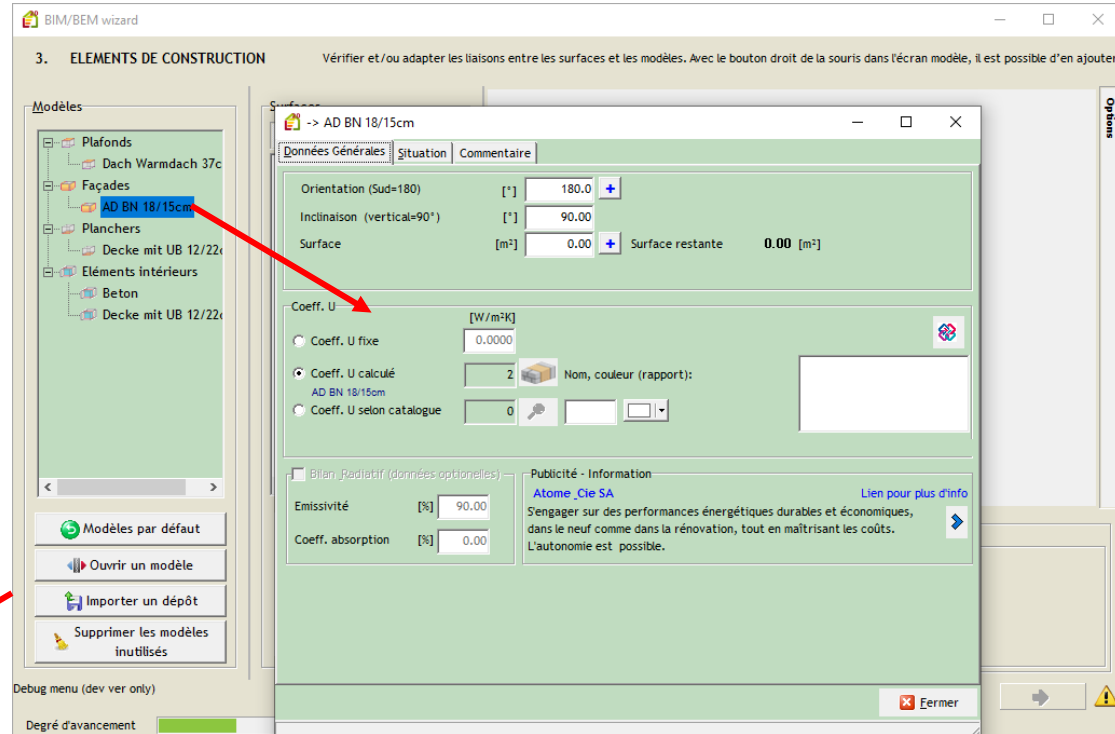 BIM/BEM wizard
3. ELEMENTS DE CONSTRUCTION
Vérifier et/ou adapter les liaisons entre les surfaces et les modèles. Avec le bouton droit de la souris dans l'écran modèle, il est possible d'en ajouter
Modèles
Plafonds
Dach Warmdach 37c
Façades
AD BN 18/15cm
Planchers
Decke mit UB 12/22
Eléments intérieurs
Beton
Decke mit UB 12/22
Modèles par défaut
Ouvrir un modèle
Importer un dépôt
Supprimer les modèles
inutilisés
Debug menu (dev ver only)
Degré d'avancement
Options
-> AD BN 18/15cm
Données Générales Situation Commentaire
Orientation (Sud=180) [°] 180.0 +
Inclinaison (vertical=90°) [°] 90.00
Surface [m²] 0.00 + Surface restante 0.00 [m²]
Coeff. U
[W/m²K]
Coeff. U fixe 0.0000
Coeff. U calculé 2 Nom, couleur (rapport):
AD BN 18/15cm
Coeff. U selon catalogue 0
Bilan _Radiatif (données optionelles)
Emissivité [%] 90.00
Coeff. absorption [%] 0.00
Publicité - Information
Atome _Cie SA Lien pour plus d'info
S'engager sur des performances énergétiques durables et économiques,
dans le neuf comme dans la rénovation, tout en maîtrisant les coûts.
L'autonomie est possible.
Fermer